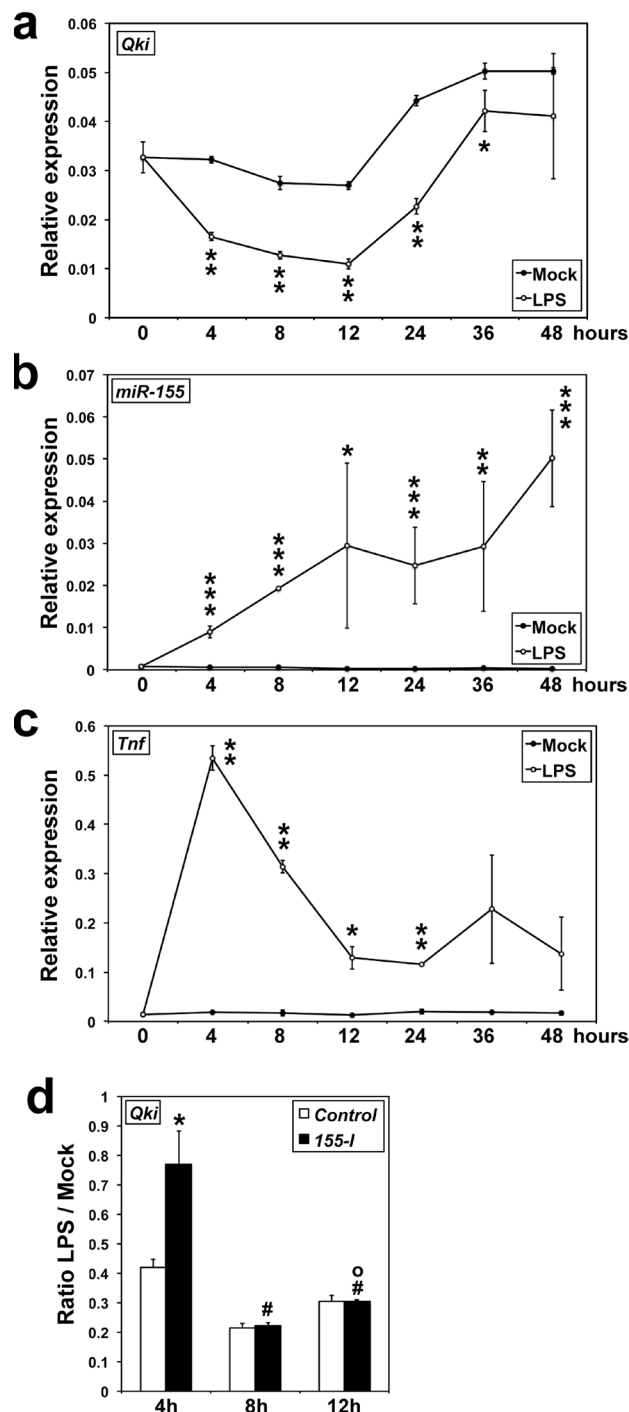 a
Qki
Relative expression
0.06
0.05
0.04
0.03
0.02
0.01
0
**
**
**
**
*
Mock
LPS
0 4 8 12 24 36 48 hours
b
miR-155
Relative expression
0.07
0.06
0.05
0.04
0.03
0.02
0.01
0
***
***
*
***
**
***
Mock
LPS
0 4 8 12 24 36 48 hours
c
Tnf
Relative expression
0.6
0.5
0.4
0.3
0.2
0.1
0
**
**
*
**
Mock
LPS
0 4 8 12 24 36 48 hours
d
Qki
Ratio LPS / Mock
1
0.9
0.8
0.7
0.6
0.5
0.4
0.3
0.2
0.1
0
*
#
o
#
Control
155-I
4h 8h 12h